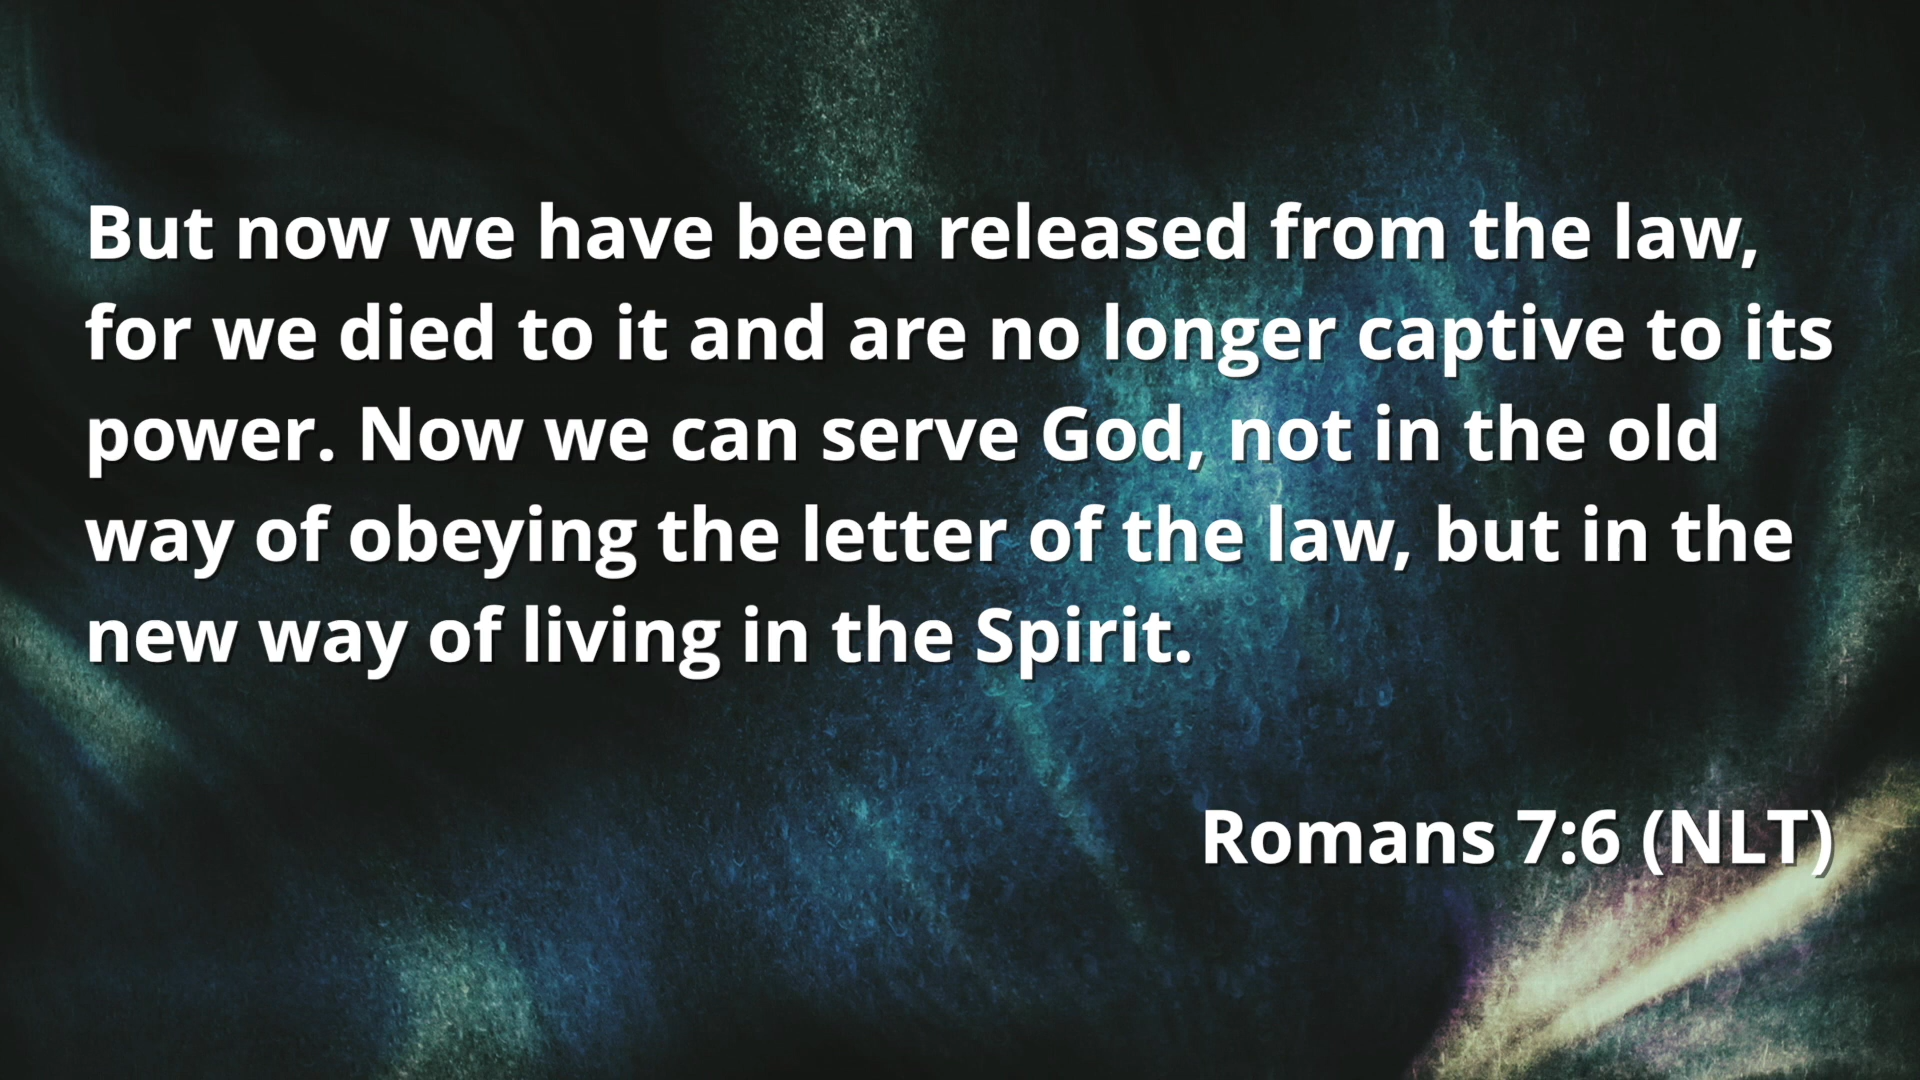 But now we have been released from the law,
for we died to it and are no longer captive to its
power. Now we can serve God, not in the old
way of obeying the letter of the law, but in the
new way of living in the Spirit.
Romans 7:6 (NLT)